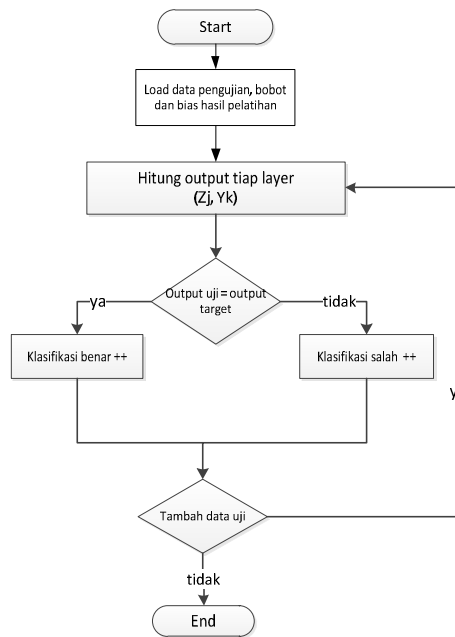 Start
Load data pengujian, bobot
dan bias hasil pelatihan
Hitung output tiap layer
(Zj, Yk)
Output uji = output
target
ya
tidak
Klasifikasi benar ++
Klasifikasi salah ++
Tambah data uji
tidak
End